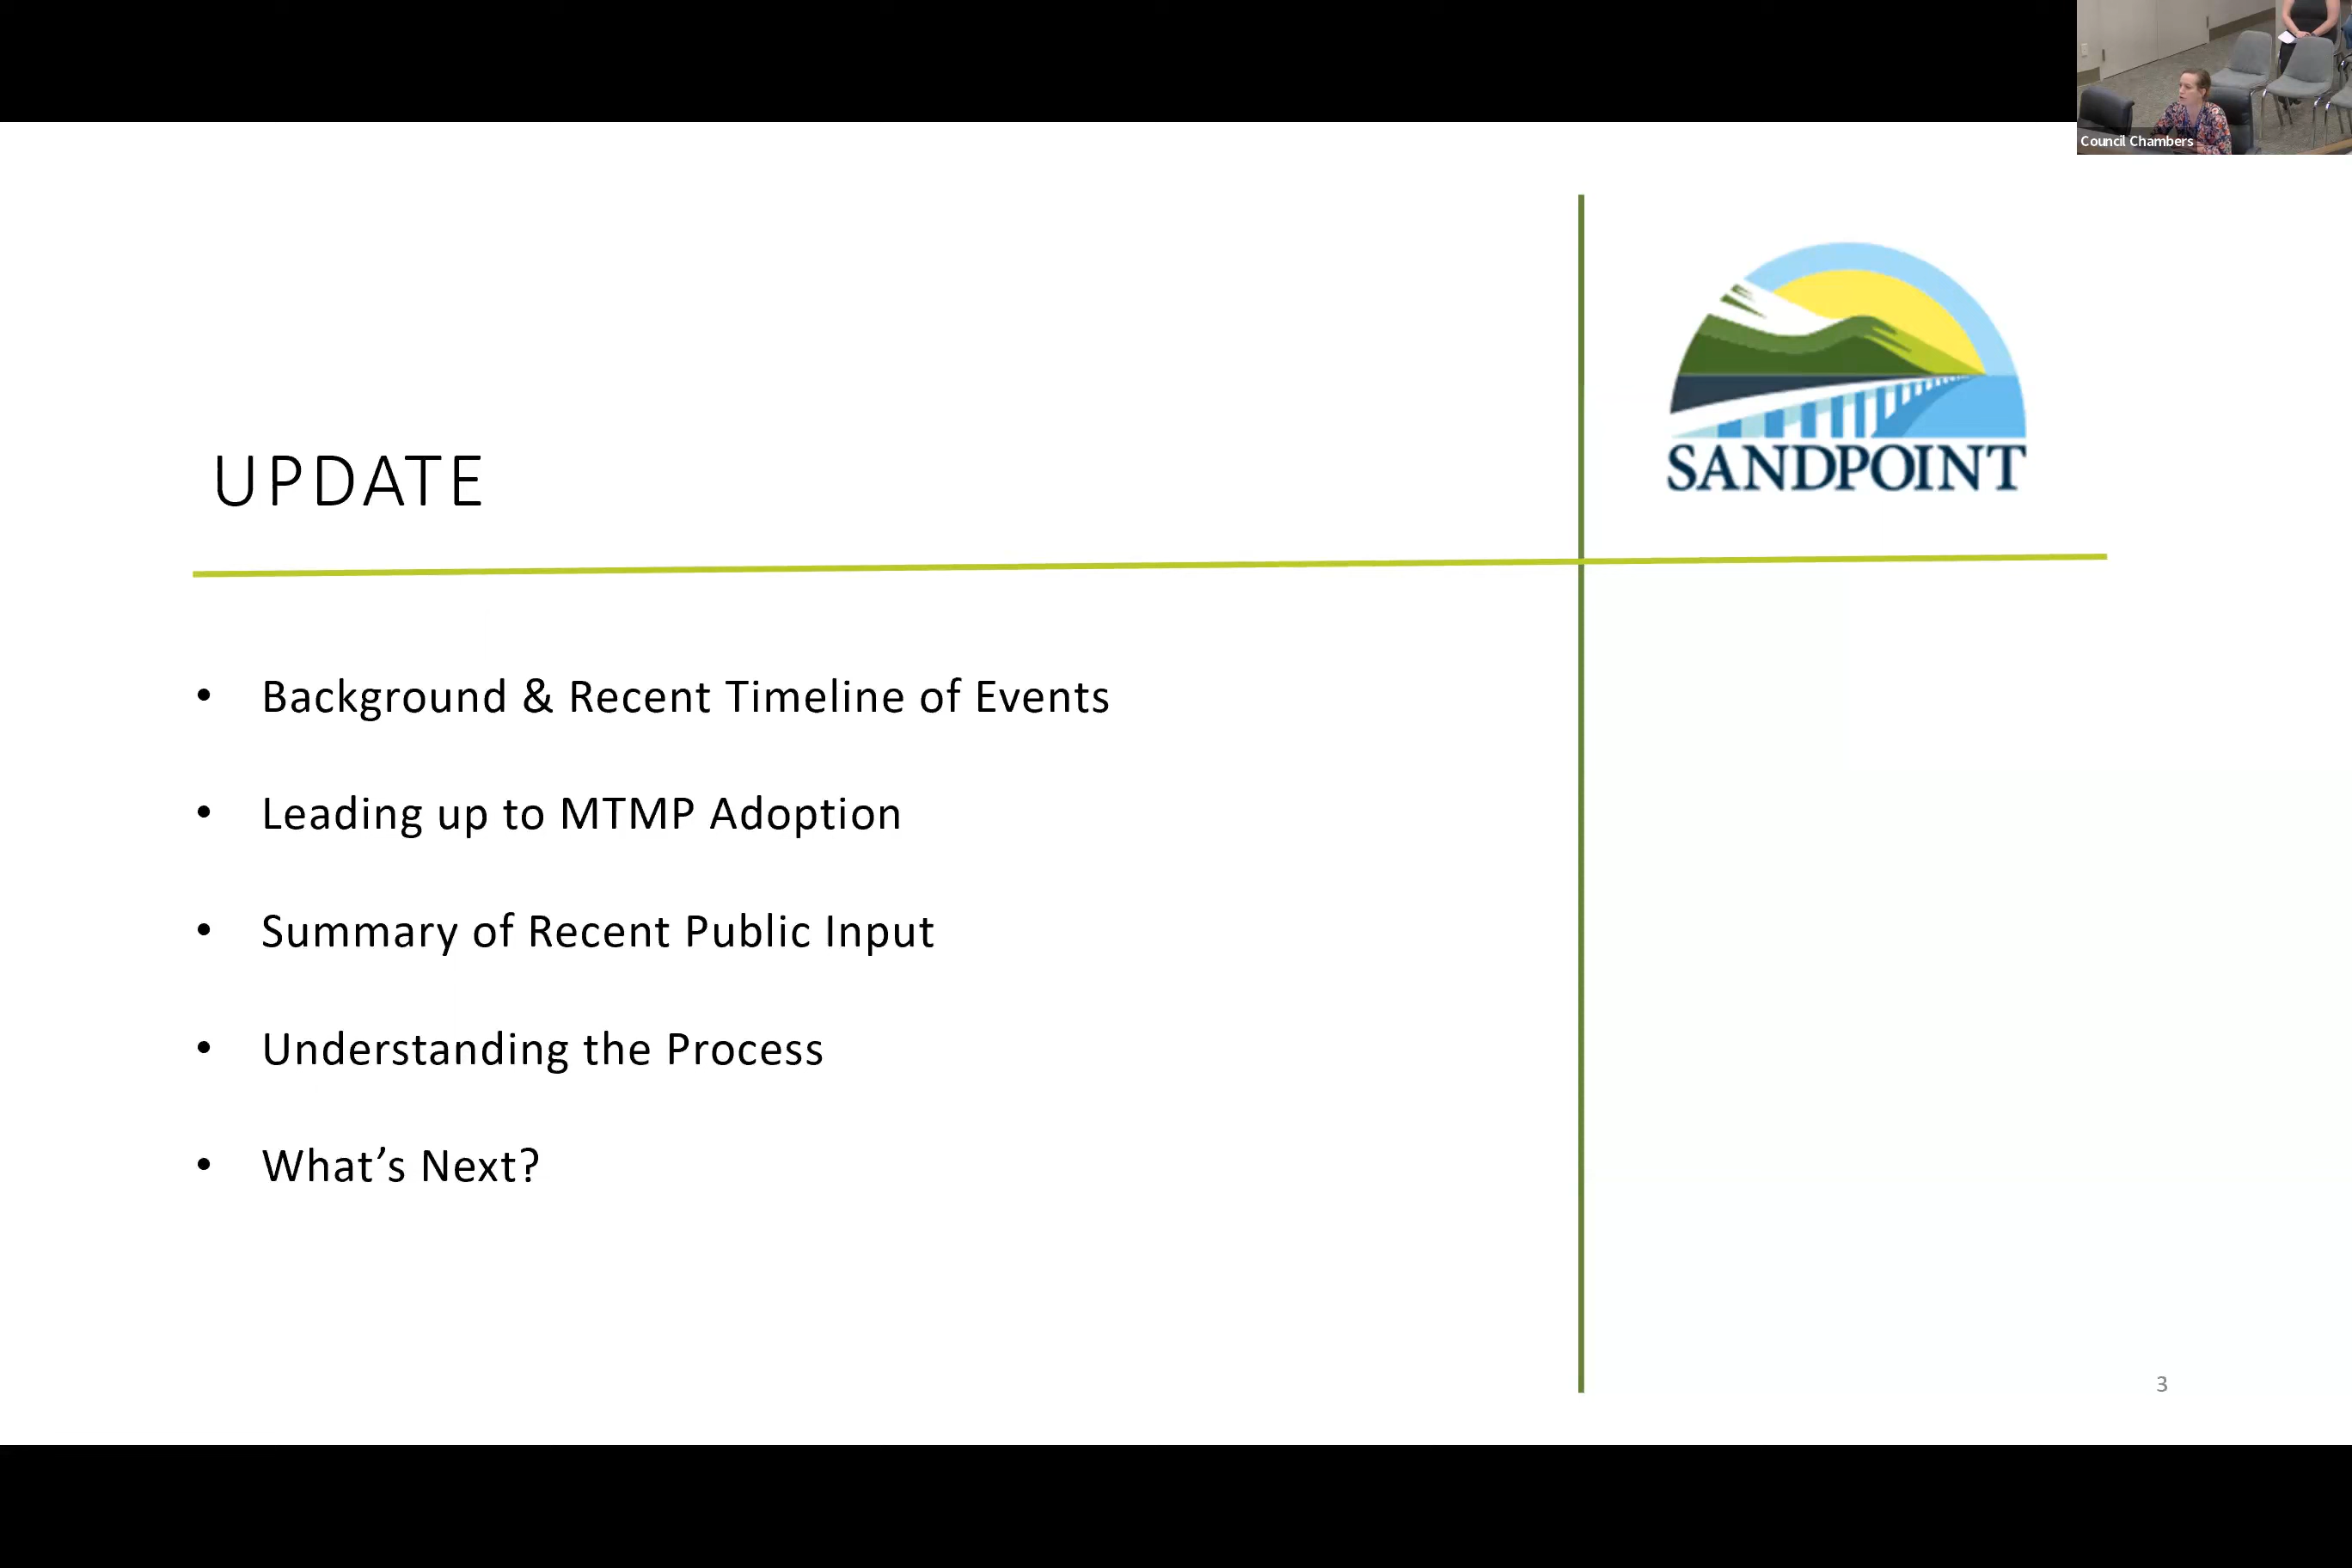 Council Chambers
SANDPOINT
UPDATE
• Background & Recent Timeline of Events
• Leading up to MTMP Adoption
• Summary of Recent Public Input
• Understanding the Process
• What’s Next?
3